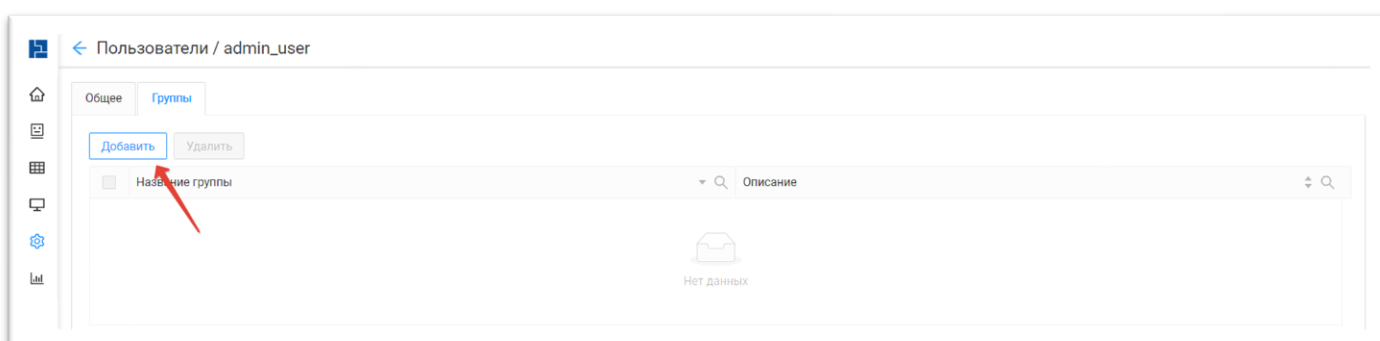 Пользователи / admin_user
Общее Группы
Добавить Удалить
Название группы Описание
Нет данных